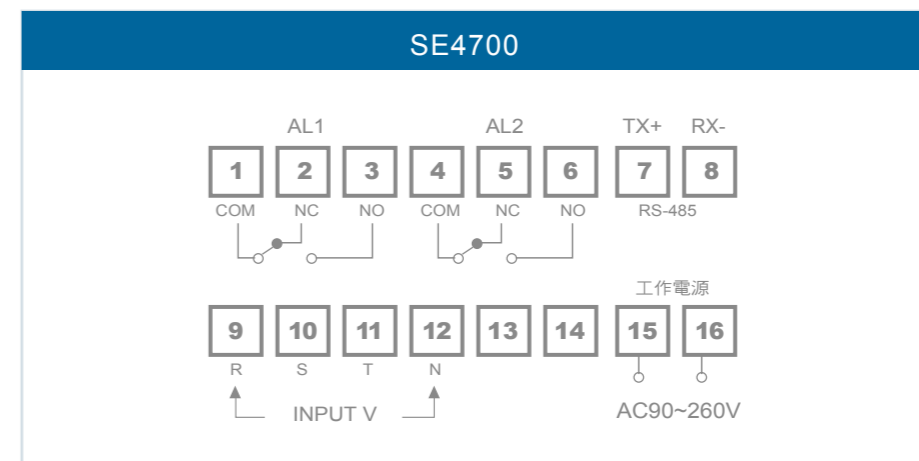 SE4700
AL1 AL2 TX+ RX-
1 2 3 4 5 6 7 8
COM NC NO COM NC NO RS-485
工作電源
9 10 11 12 13 14 15 16
R S T N
INPUT V AC90~260V